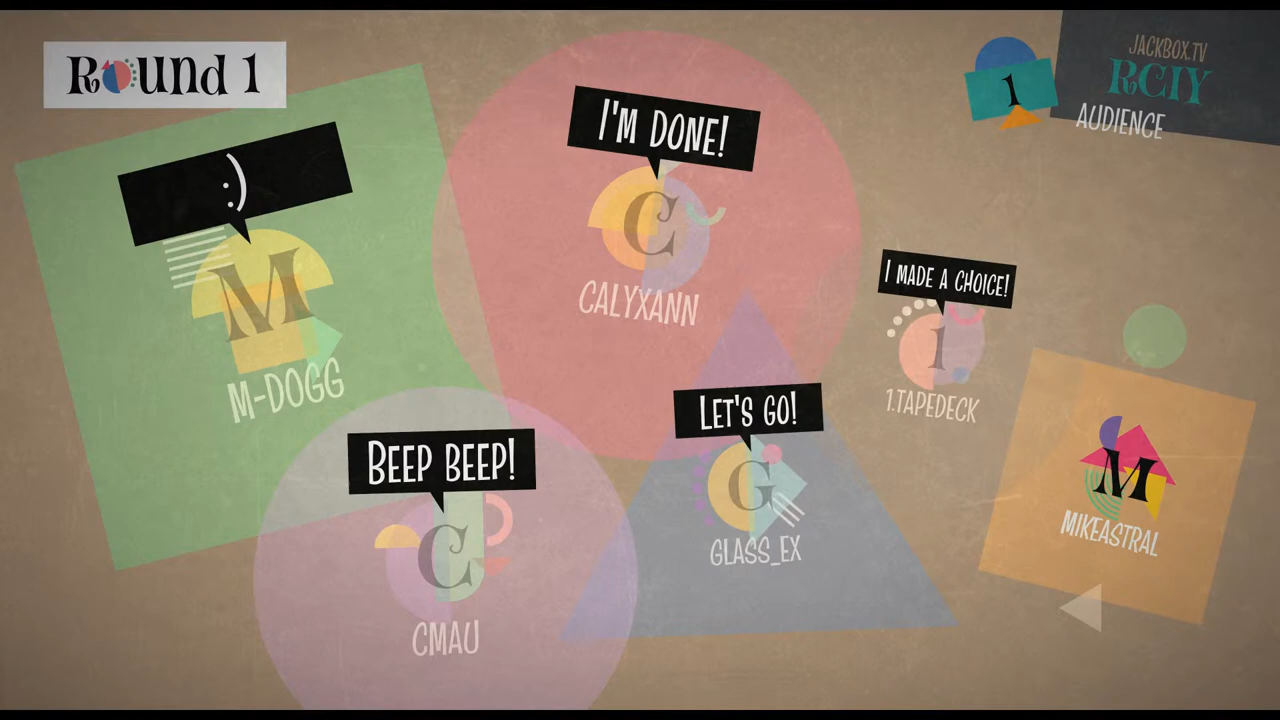 Round 1
:)
M
M-DOGG
I'M DONE!
C
CALYXANN
1
JACKBOX.TV
RCIY
AUDIENCE
I MADE A CHOICE!
1
1.TAPEDECK
BEEP BEEP!
C
CMAU
LET'S GO!
G
GLASS_EX
M
MIKEASTRAL